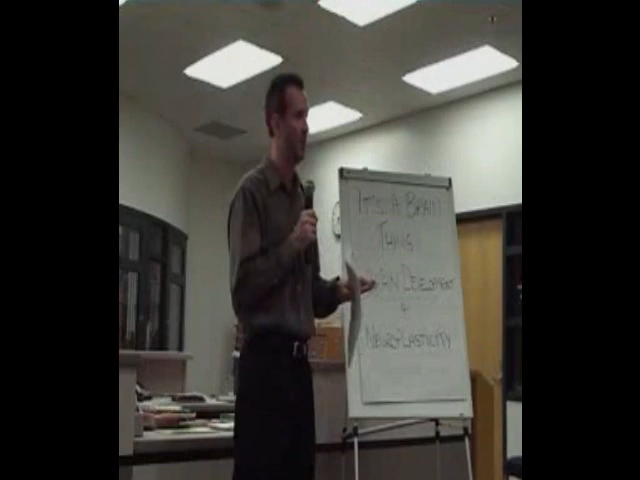 IT'S A BRAIN
THING
DEVELOPMENT
&
NEUROPLASTICITY